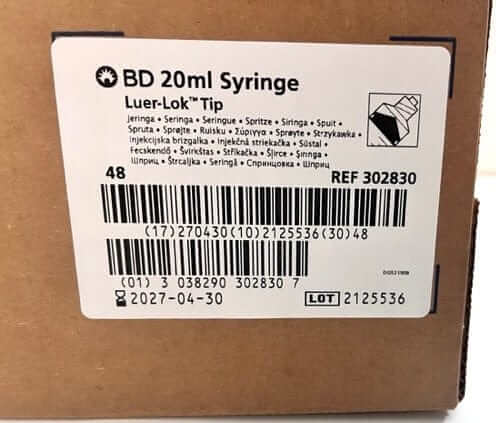 BD 20ml Syringe
Luer-Lok™ Tip
Jeringa • Seringa • Seringue • Spritze • Siringa • Spuit •
Spruta • Sprøjte • Ruisku • Σύριγγα • Sprøyte • Strzykawka •
Injekcijska brizgalka • Injekčná striekačka • Süstal •
Fecskendő • Švirkštas • Stříkačka • Šļirce • Şırınga •
Шприц • Štrcaljka • Seringă • Спринцовка • Шприц
48 REF 302830
(17)270430(10)2125536(30)48
(01) 3 038290 302830 7
2027-04-30 LOT 2125536